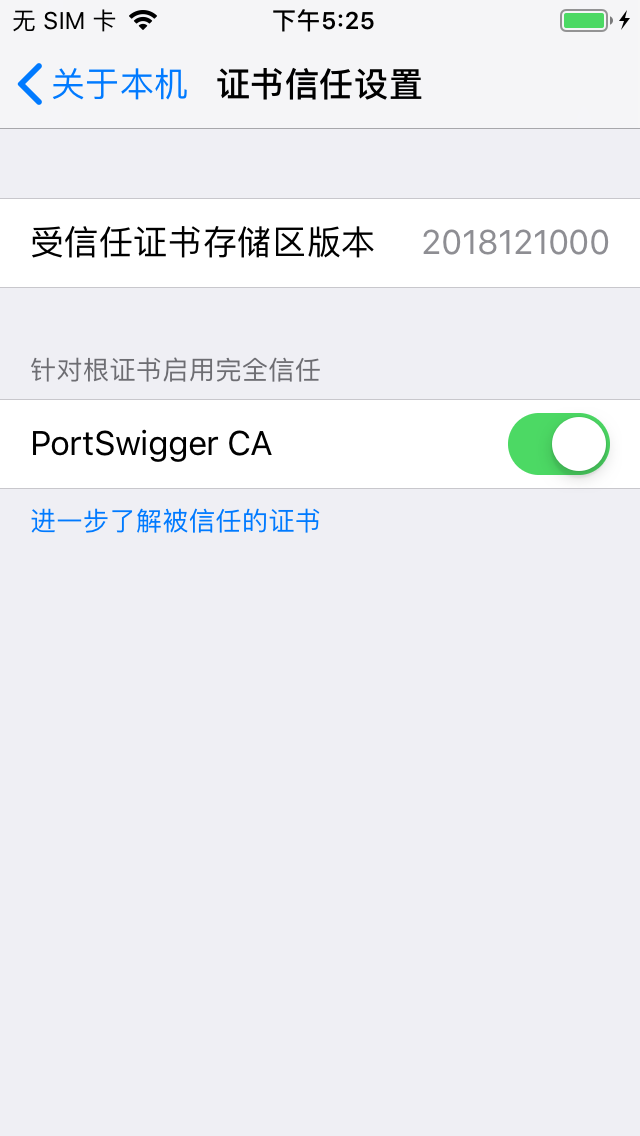 无 SIM 卡 下午5:25
关于本机 证书信任设置
受信任证书存储区版本 2018121000
针对根证书启用完全信任
PortSwigger CA
进一步了解被信任的证书